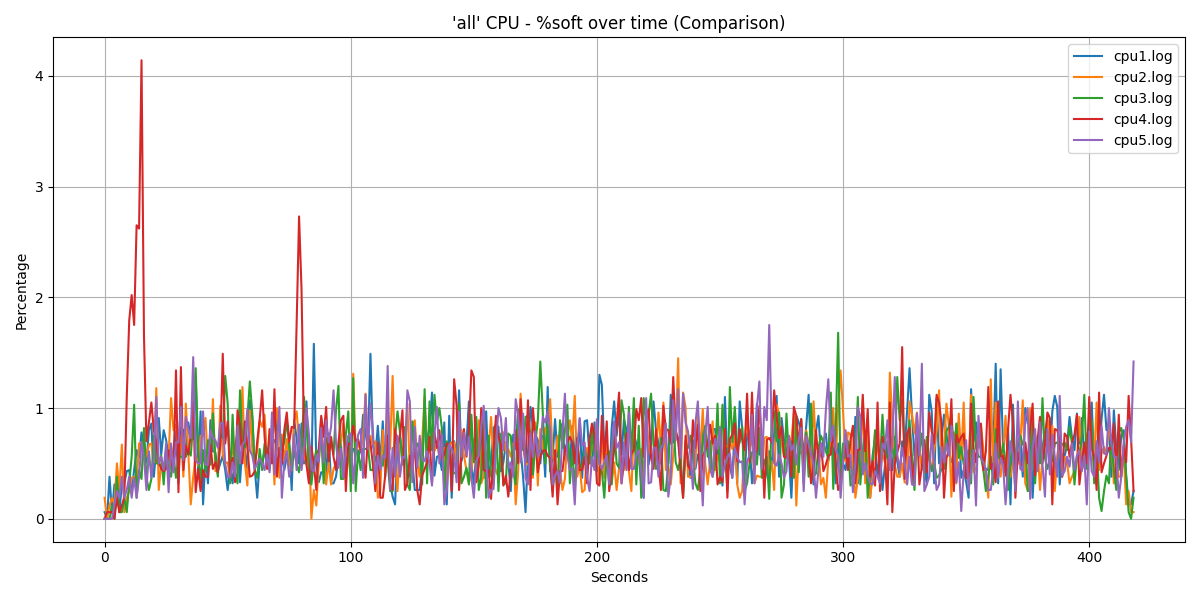 'all' CPU - %soft over time (Comparison)
cpu1.log
cpu2.log
cpu3.log
cpu4.log
cpu5.log
Percentage
4
3
2
1
0
0 100 200 300 400
Seconds